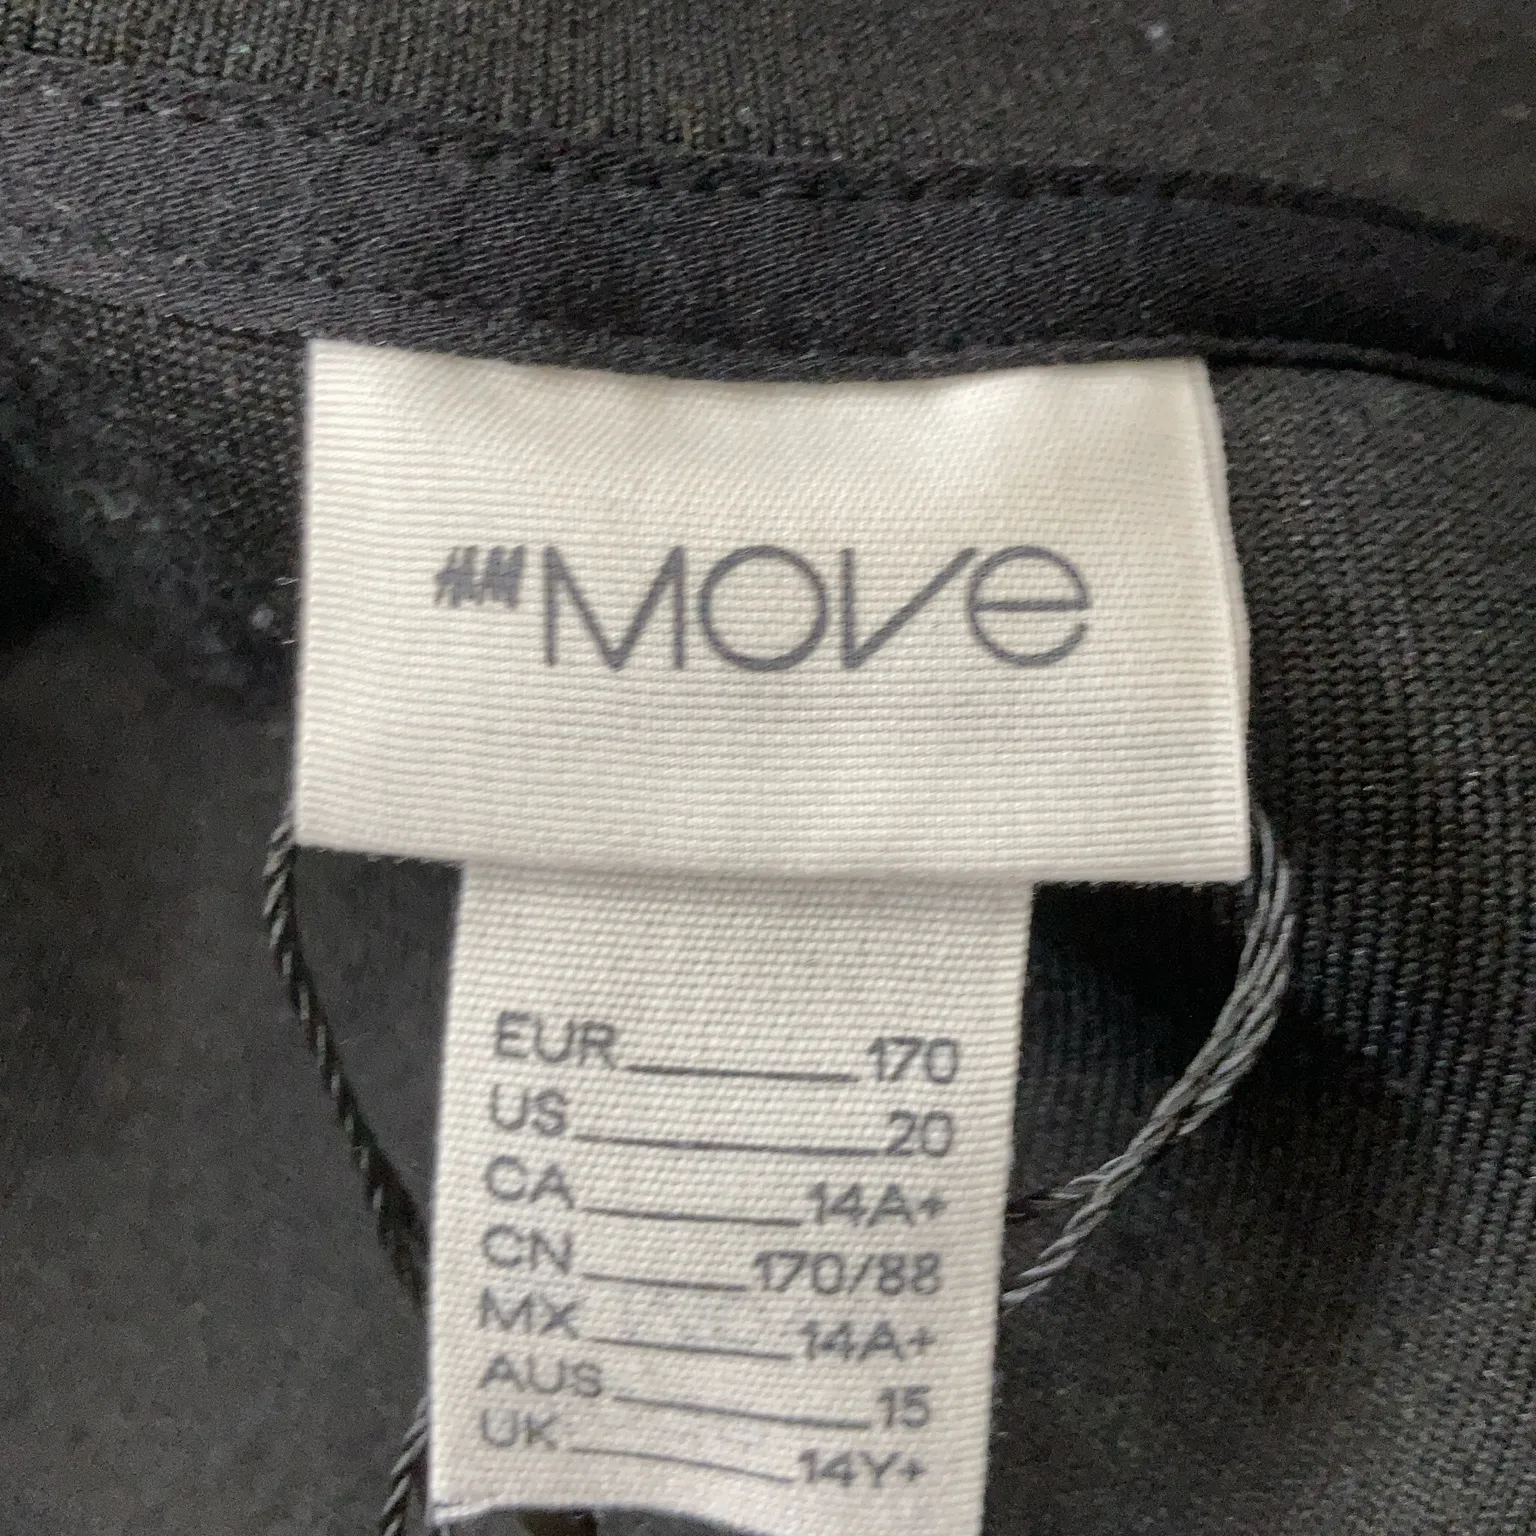 H&M MOVE
EUR 170
US 20
CA 14A+
CN 170/88
MX 14A+
AUS 15
UK 14Y+